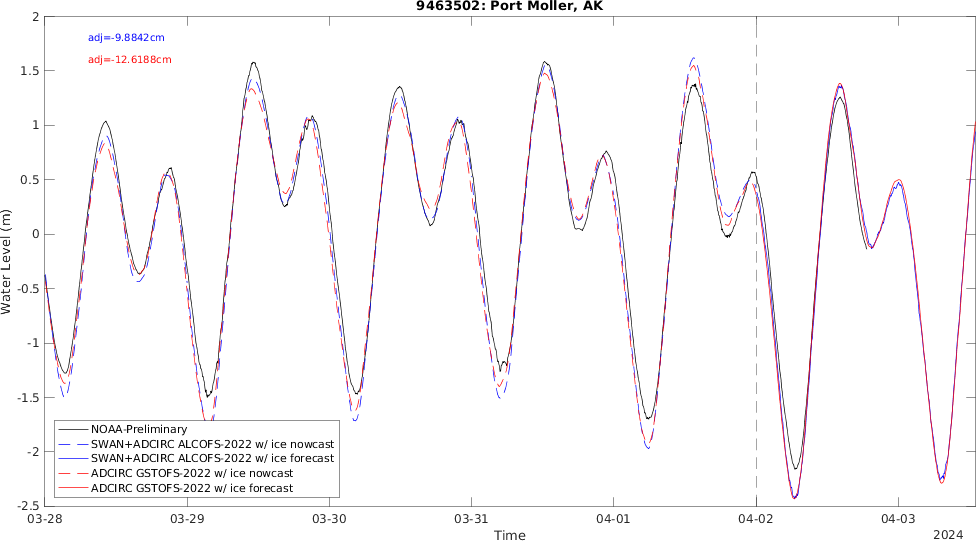 9463502: Port Moller, AK
adj=-9.8842cm
adj=-12.6188cm
2
1.5
1
0.5
0
-0.5
-1
-1.5
-2
-2.5
Water Level (m)
NOAA-Preliminary
SWAN+ADCIRC ALCOFS-2022 w/ ice nowcast
SWAN+ADCIRC ALCOFS-2022 w/ ice forecast
ADCIRC GSTOFS-2022 w/ ice nowcast
ADCIRC GSTOFS-2022 w/ ice forecast
03-28 03-29 03-30 03-31 04-01 04-02 04-03
Time
2024